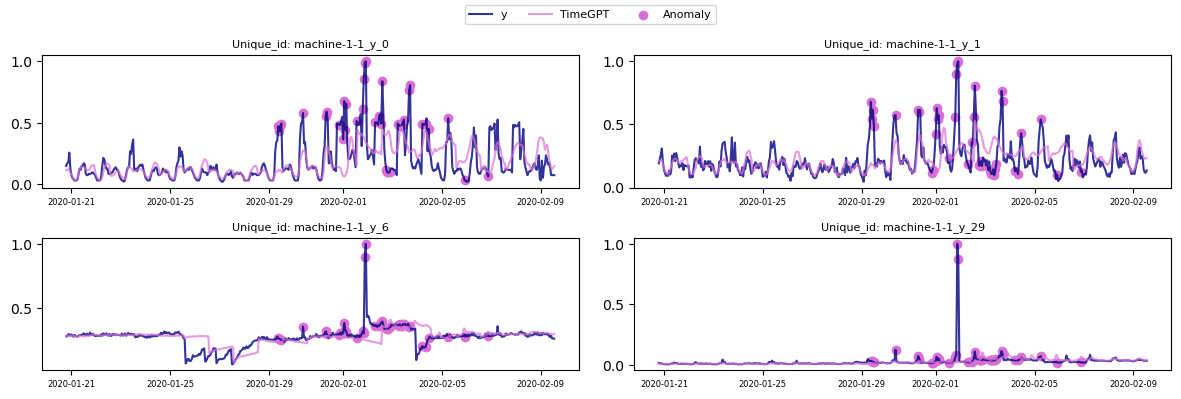 y TimeGPT Anomaly
Unique_id: machine-1-1_y_0
1.0
0.5
0.0
2020-01-21 2020-01-25 2020-01-29 2020-02-01 2020-02-05 2020-02-09
Unique_id: machine-1-1_y_1
1.0
0.5
0.0
2020-01-21 2020-01-25 2020-01-29 2020-02-01 2020-02-05 2020-02-09
Unique_id: machine-1-1_y_6
1.0
0.5
2020-01-21 2020-01-25 2020-01-29 2020-02-01 2020-02-05 2020-02-09
Unique_id: machine-1-1_y_29
1.0
0.5
0.0
2020-01-21 2020-01-25 2020-01-29 2020-02-01 2020-02-05 2020-02-09